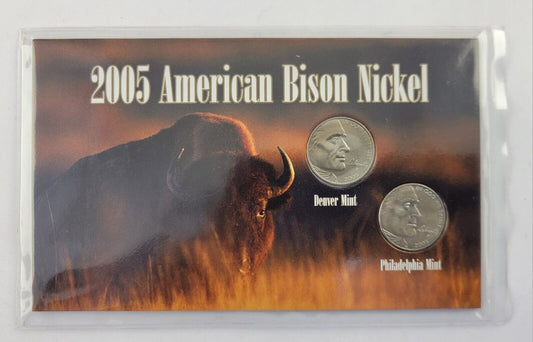 2005 American Bison Nickel
Denver Mint
Philadelphia Mint